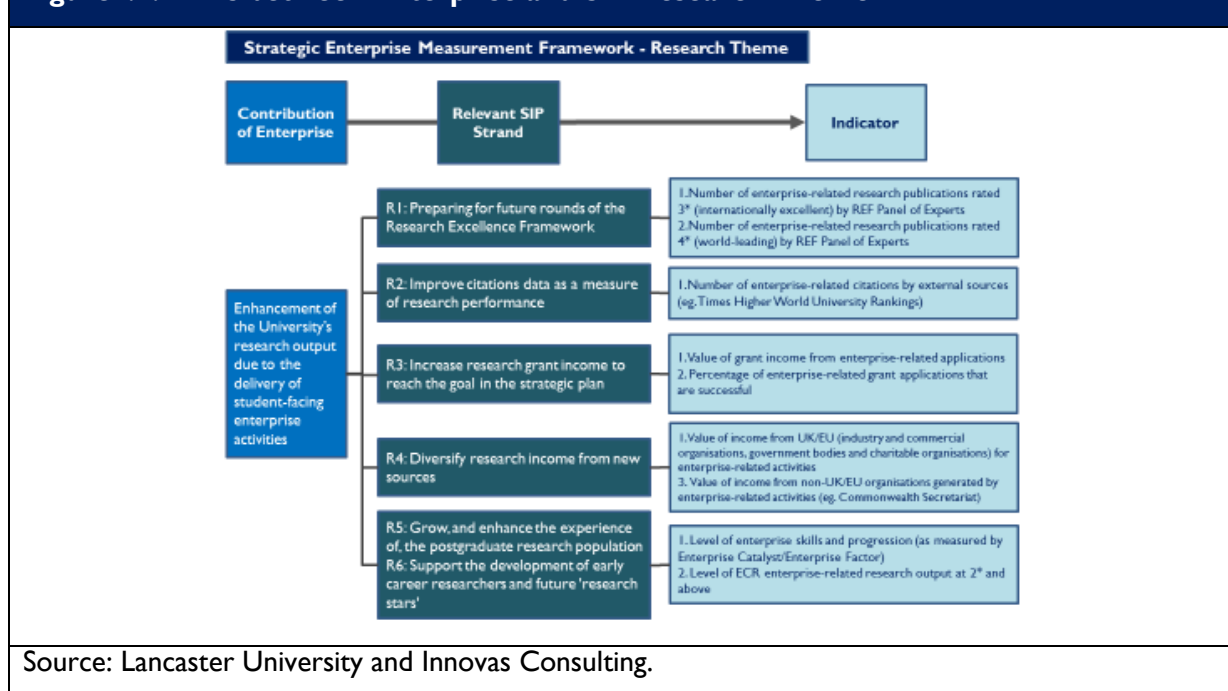 Strategic Enterprise Measurement Framework - Research Theme
Contribution
of Enterprise
Relevant SIP
Strand
Indicator
Enhancement of
the University's
research output
due to the
delivery of
student-facing
enterprise
activities
R1: Preparing for future rounds of the
Research Excellence Framework
1.Number of enterprise-related research publications rated
3* (internationally excellent) by REF Panel of Experts
2.Number of enterprise-related research publications rated
4* (world-leading) by REF Panel of Experts
R2: Improve citations data as a measure
of research performance
1.Number of enterprise-related citations by external sources
(eg.Times Higher World University Rankings)
R3: Increase research grant income to
reach the goal in the strategic plan
1.Value of grant income from enterprise-related applications
2. Percentage of enterprise-related grant applications that
are successful
R4: Diversify research income from new
sources
1.Value of income from UK/EU (industry and commercial
organisations, government bodies and charitable organisations) for
enterprise-related activities
3. Value of income from non-UK/EU organisations generated by
enterprise-related activities (eg. Commonwealth Secretariat)
R5: Grow, and enhance the experience
of, the postgraduate research population
R6: Support the development of early
career researchers and future 'research
stars'
1.Level of enterprise skills and progression (as measured by
Enterprise Catalyst/Enterprise Factor)
2.Level of ECR enterprise-related research output at 2* and
above
Source: Lancaster University and Innovas Consulting.